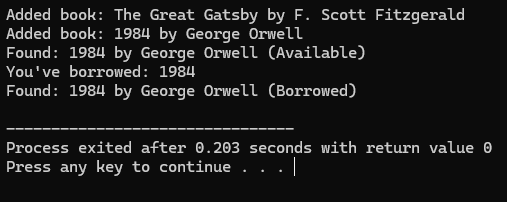 Added book: The Great Gatsby by F. Scott Fitzgerald
Added book: 1984 by George Orwell
Found: 1984 by George Orwell (Available)
You've borrowed: 1984
Found: 1984 by George Orwell (Borrowed)
--------------------------------
Process exited after 0.203 seconds with return value 0
Press any key to continue . . .